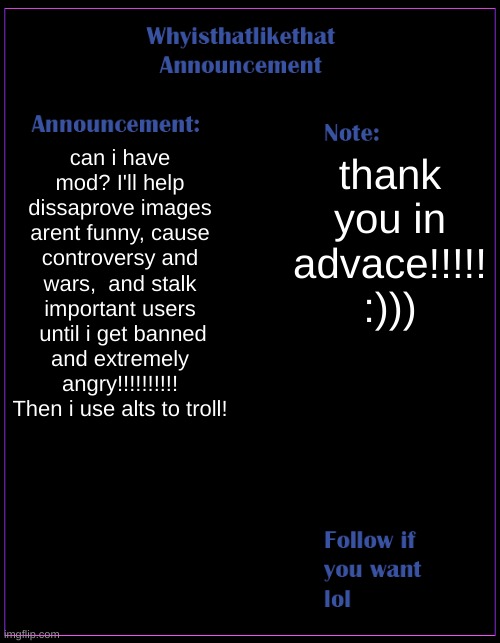 Whyisthatlikethat
Announcement
Announcement:
can i have
mod? I'll help
dissaprove images
arent funny, cause
controversy and
wars,  and stalk
important users
until i get banned
and extremely
angry!!!!!!!!!!
Then i use alts to troll!
Note:
thank
you in
advace!!!!!
:)))
Follow if
you want
lol
imgflip.com